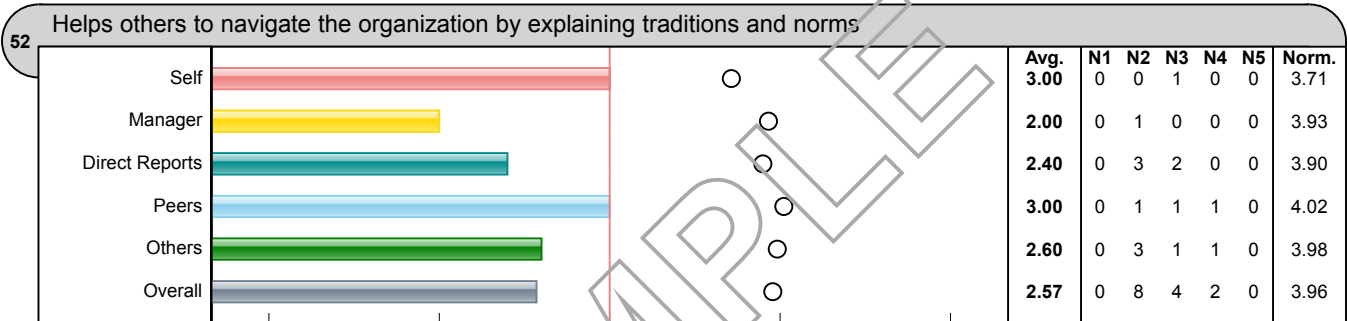 52 Helps others to navigate the organization by explaining traditions and norms
Avg. N1 N2 N3 N4 N5 Norm.
Self 3.00 0 0 1 0 0 3.71
Manager 2.00 0 1 0 0 0 3.93
Direct Reports 2.40 0 3 2 0 0 3.90
Peers 3.00 0 1 1 1 0 4.02
Others 2.60 0 3 1 1 0 3.98
Overall 2.57 0 8 4 2 0 3.96
MPLE